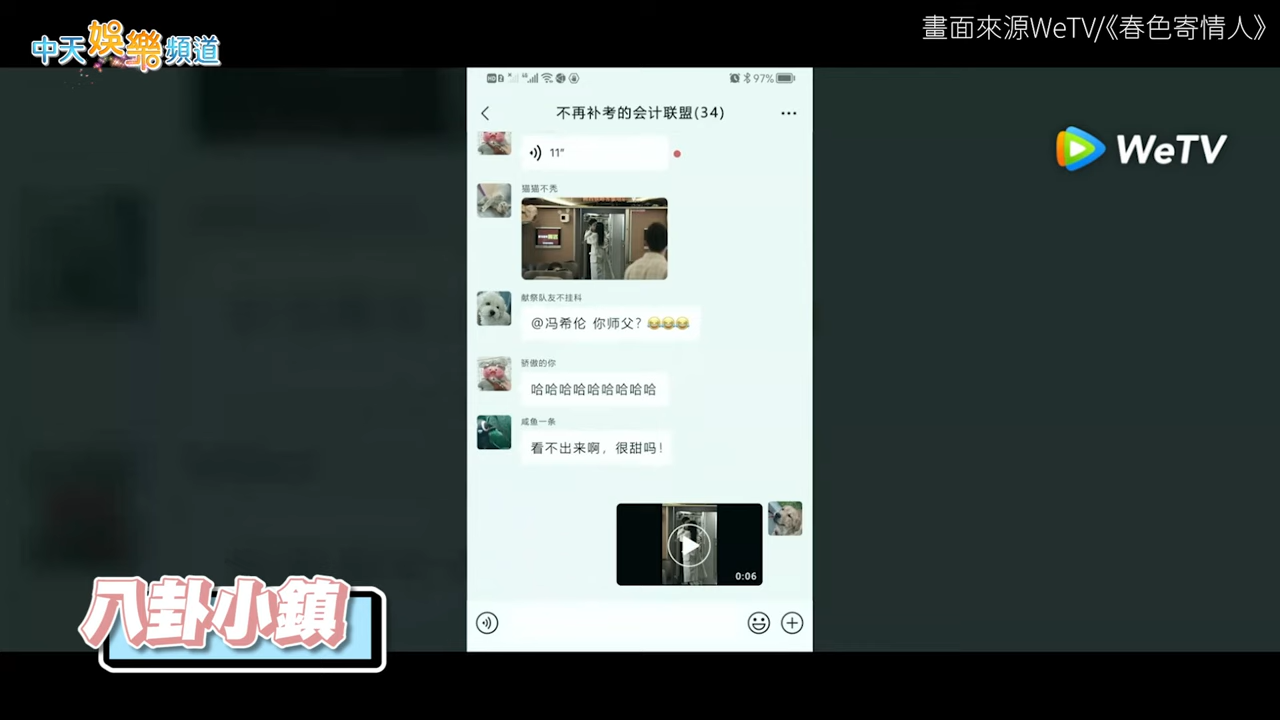 中天娛樂頻道
畫面來源WeTV/《春色寄情人》
WeTV
97%
不再补考的会计联盟(34)
11"
猫猫不秃
献祭队友不挂科
@冯希伦 你师父?😂😂😂
骄傲的你
哈哈哈哈哈哈哈哈哈
咸鱼一条
看不出来啊，很甜吗！
0:06
八卦小鎮